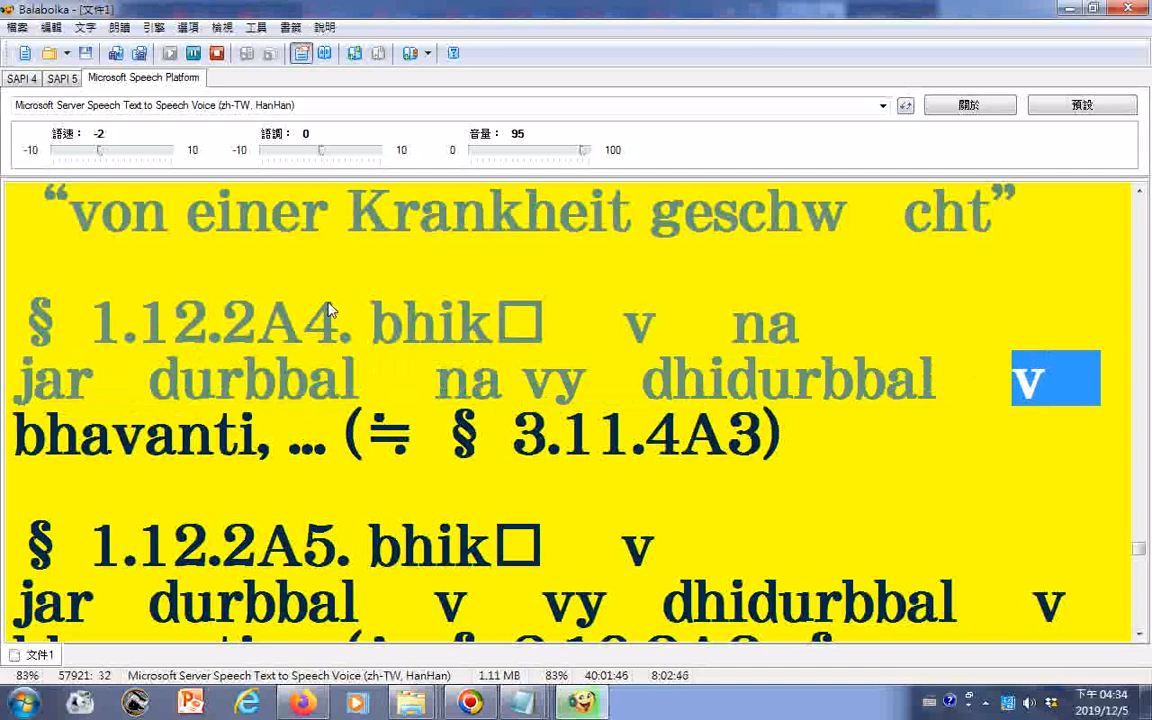 Balabolka - [文件1]
檔案 編輯 文字 朗讀 引擎 選項 檢視 工具 書籤 說明
SAPI 4 SAPI 5 Microsoft Speech Platform
Microsoft Server Speech Text to Speech Voice (zh-TW, HanHan) 關於 預設
語速： -2 語調： 0 音量： 95
-10 10 -10 10 0 100
“von einer Krankheit geschw cht”
§ 1.12.2A4. bhik□ v na
jar durbbal na vy dhidurbbal v
bhavanti, ... (≒ § 3.11.4A3)
§ 1.12.2A5. bhik□ v
jar durbbal v vy dhidurbbal v
文件1
83% 57921: 32 Microsoft Server Speech Text to Speech Voice (zh-TW, HanHan) 1.11 MB 83% 40:01:46 8:02:46
下午 04:34
2019/12/5